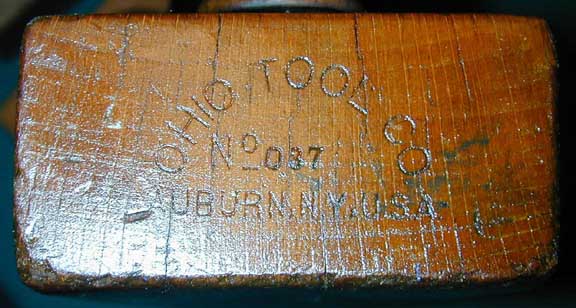 OHIO TOOL CO
No 037
AUBURN, N.Y. U.S.A.